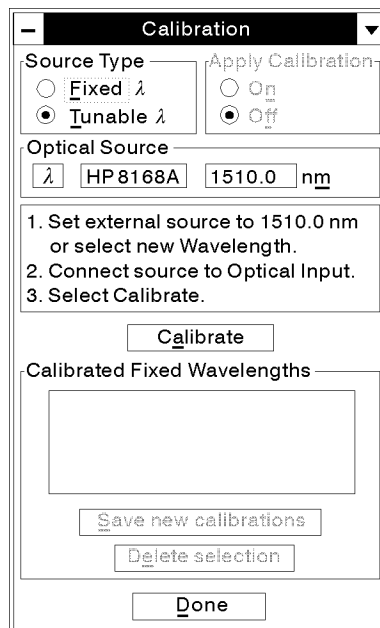 Calibration
Source Type
Apply Calibration
Fixed λ
On
Tunable λ
Off
Optical Source
λ HP 8168A 1510.0 nm
1. Set external source to 1510.0 nm
or select new Wavelength.
2. Connect source to Optical Input.
3. Select Calibrate.
Calibrate
Calibrated Fixed Wavelengths
Save new calibrations
Delete selection
Done